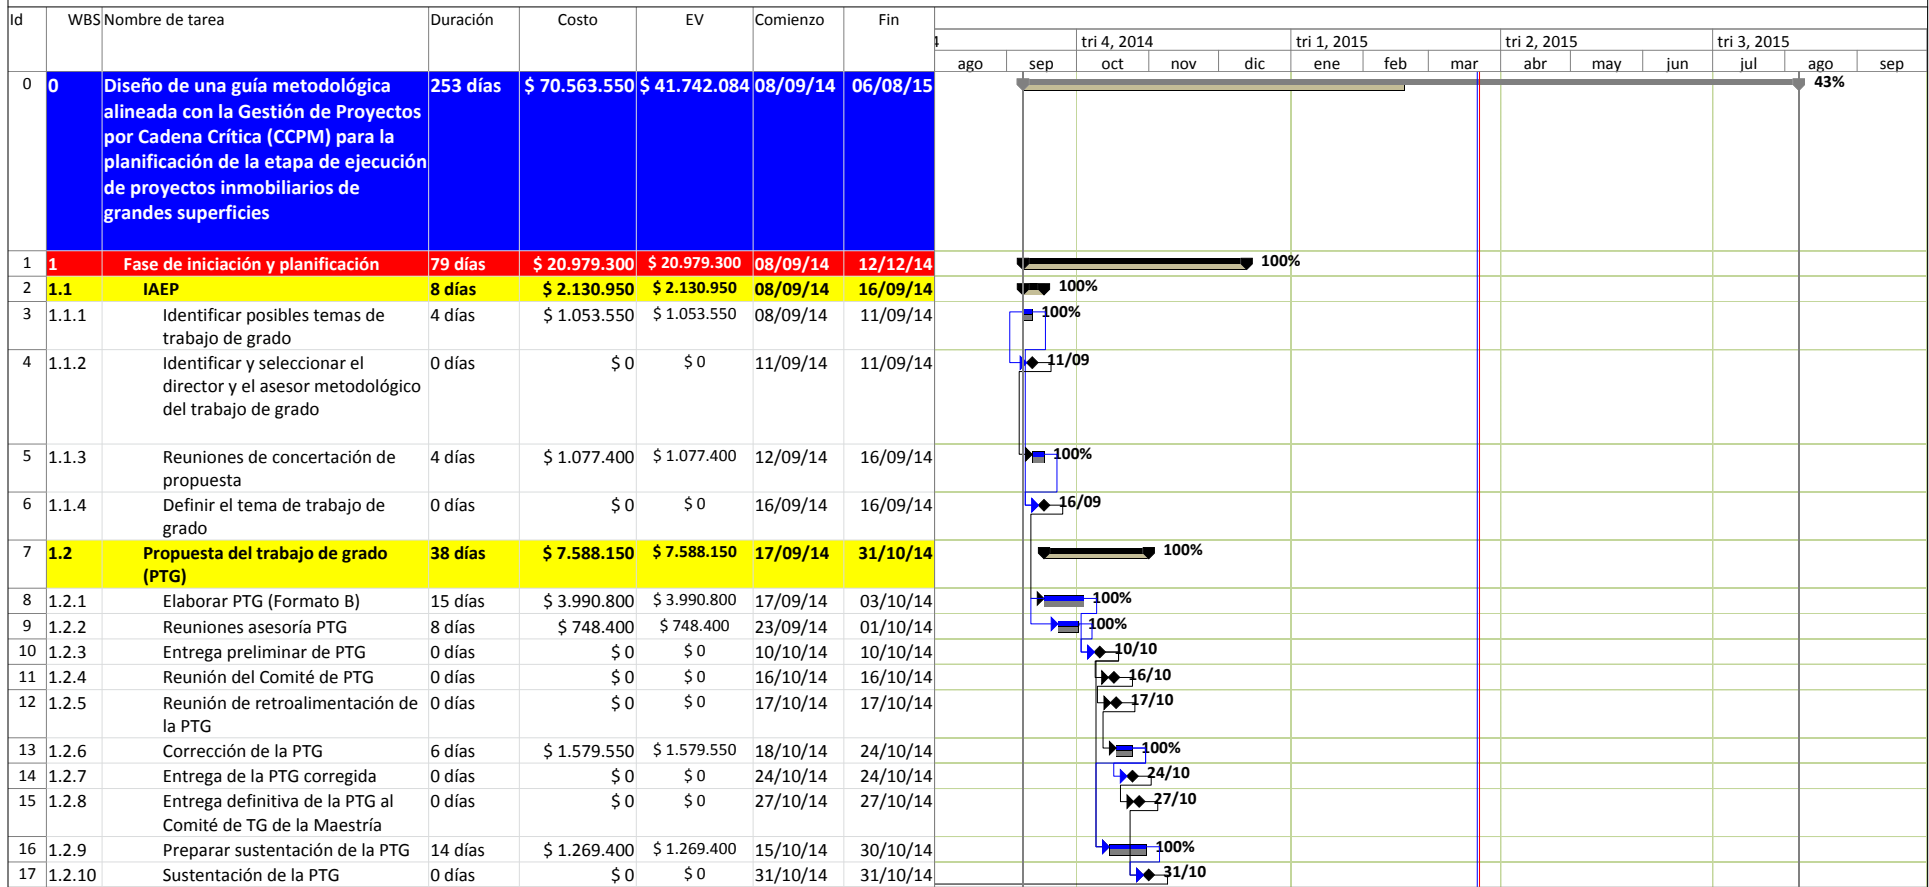 Id WBS Nombre de tarea Duración Costo EV Comienzo Fin
4 tri 4, 2014 tri 1, 2015 tri 2, 2015 tri 3, 2015
ago sep oct nov dic ene feb mar abr may jun jul ago sep
0 0 Diseño de una guía metodológica 253 días $ 70.563.550 $ 41.742.084 08/09/14 06/08/15 43%
alineada con la Gestión de Proyectos
por Cadena Crítica (CCPM) para la
planificación de la etapa de ejecución
de proyectos inmobiliarios de
grandes superficies
1 1 Fase de iniciación y planificación 79 días $ 20.979.300 $ 20.979.300 08/09/14 12/12/14 100%
2 1.1 IAEP 8 días $ 2.130.950 $ 2.130.950 08/09/14 16/09/14 100%
3 1.1.1 Identificar posibles temas de 4 días $ 1.053.550 $ 1.053.550 08/09/14 11/09/14 100%
trabajo de grado
4 1.1.2 Identificar y seleccionar el 0 días $ 0 $ 0 11/09/14 11/09/14 11/09
director y el asesor metodológico
del trabajo de grado
5 1.1.3 Reuniones de concertación de 4 días $ 1.077.400 $ 1.077.400 12/09/14 16/09/14 100%
propuesta
6 1.1.4 Definir el tema de trabajo de 0 días $ 0 $ 0 16/09/14 16/09/14 16/09
grado
7 1.2 Propuesta del trabajo de grado 38 días $ 7.588.150 $ 7.588.150 17/09/14 31/10/14 100%
(PTG)
8 1.2.1 Elaborar PTG (Formato B) 15 días $ 3.990.800 $ 3.990.800 17/09/14 03/10/14 100%
9 1.2.2 Reuniones asesoría PTG 8 días $ 748.400 $ 748.400 23/09/14 01/10/14 100%
10 1.2.3 Entrega preliminar de PTG 0 días $ 0 $ 0 10/10/14 10/10/14 10/10
11 1.2.4 Reunión del Comité de PTG 0 días $ 0 $ 0 16/10/14 16/10/14 16/10
12 1.2.5 Reunión de retroalimentación de 0 días $ 0 $ 0 17/10/14 17/10/14 17/10
la PTG
13 1.2.6 Corrección de la PTG 6 días $ 1.579.550 $ 1.579.550 18/10/14 24/10/14 100%
14 1.2.7 Entrega de la PTG corregida 0 días $ 0 $ 0 24/10/14 24/10/14 24/10
15 1.2.8 Entrega definitiva de la PTG al 0 días $ 0 $ 0 27/10/14 27/10/14 27/10
Comité de TG de la Maestría
16 1.2.9 Preparar sustentación de la PTG 14 días $ 1.269.400 $ 1.269.400 15/10/14 30/10/14 100%
17 1.2.10 Sustentación de la PTG 0 días $ 0 $ 0 31/10/14 31/10/14 31/10